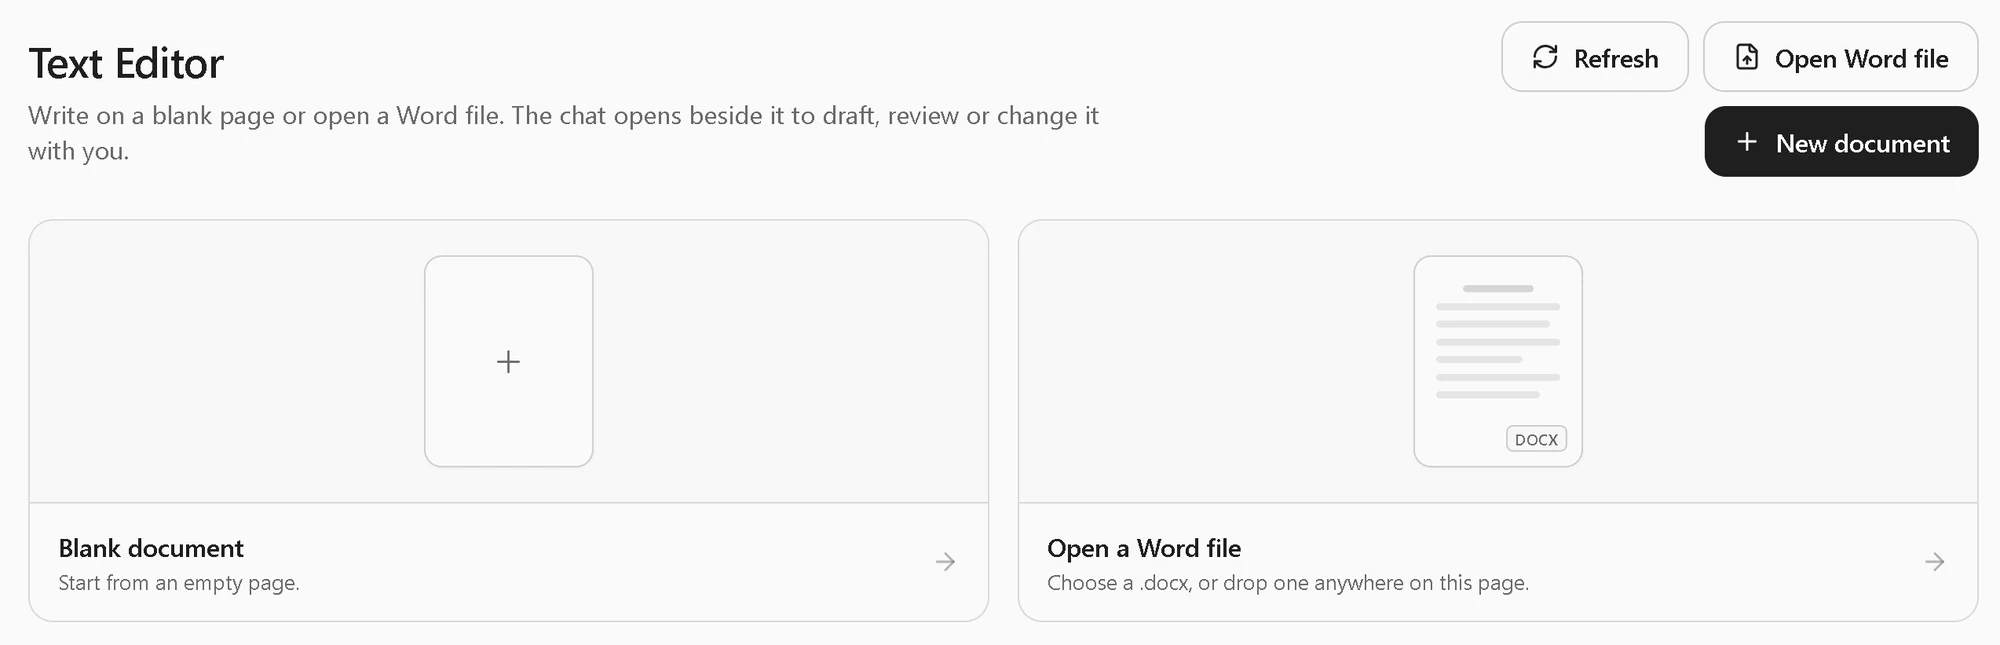 Text Editor
Write on a blank page or open a Word file. The chat opens beside it to draft, review or change it
with you.
Refresh
Open Word file
New document
DOCX
Blank document
Start from an empty page.
Open a Word file
Choose a .docx, or drop one anywhere on this page.